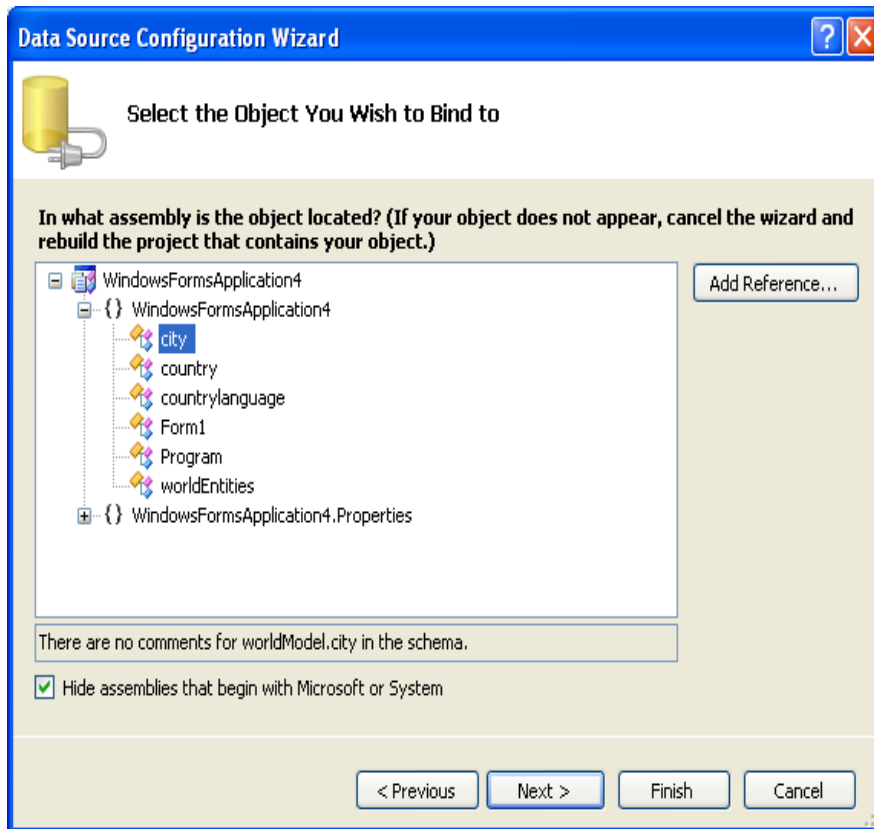 Data Source Configuration Wizard
Select the Object You Wish to Bind to
In what assembly is the object located? (If your object does not appear, cancel the wizard and
rebuild the project that contains your object.)
WindowsFormsApplication4
Add Reference...
{} WindowsFormsApplication4
city
country
countrylanguage
Form1
Program
worldEntities
{} WindowsFormsApplication4.Properties
There are no comments for worldModel.city in the schema.
Hide assemblies that begin with Microsoft or System
< Previous
Next >
Finish
Cancel